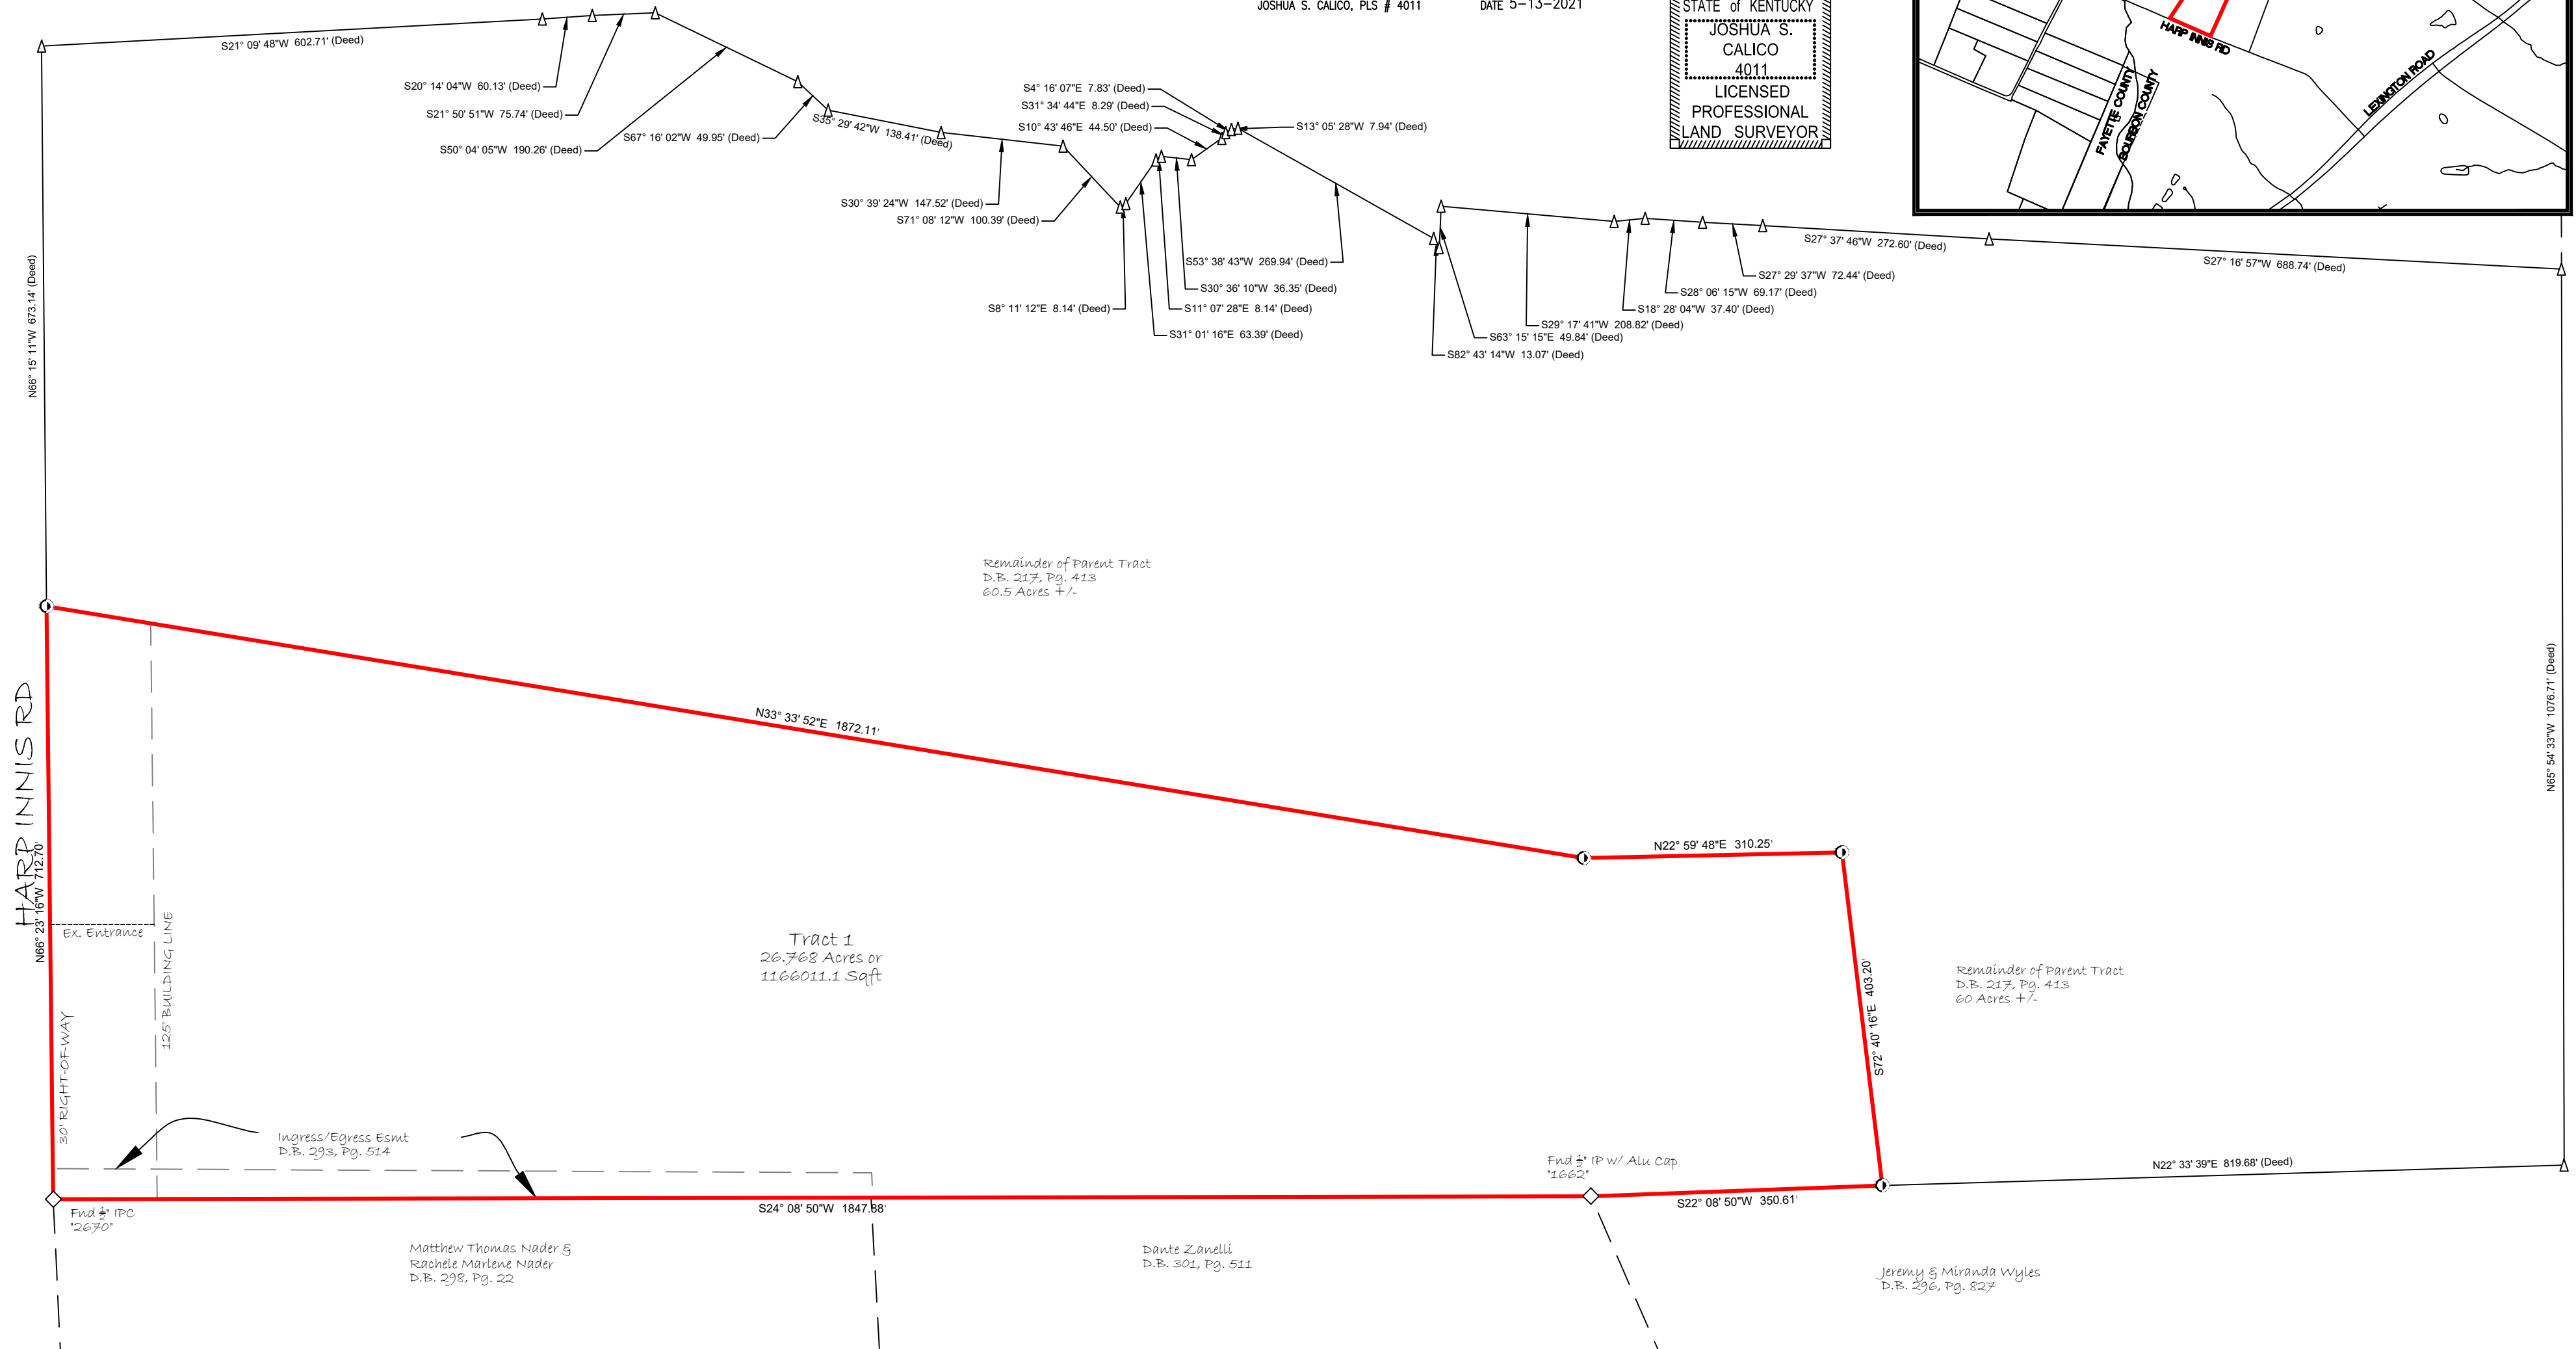 JOSHUA S. CALICO, PLS # 4011 DATE 5-13-2021
STATE of KENTUCKY
JOSHUA S.
CALICO
4011
LICENSED
PROFESSIONAL
LAND SURVEYOR
HARP INNIS RD
LEXINGTON ROAD
FAYETTE COUNTY
BOURBON COUNTY
S21° 09' 48"W 602.71' (Deed)
S20° 14' 04"W 60.13' (Deed)
S21° 50' 51"W 75.74' (Deed)
S50° 04' 05"W 190.26' (Deed)
S67° 16' 02"W 49.95' (Deed)
S35° 29' 42"W 138.41' (Deed)
S30° 39' 24"W 147.52' (Deed)
S71° 08' 12"W 100.39' (Deed)
S4° 16' 07"E 7.83' (Deed)
S31° 34' 44"E 8.29' (Deed)
S10° 43' 46"E 44.50' (Deed)
S13° 05' 28"W 7.94' (Deed)
S53° 38' 43"W 269.94' (Deed)
S30° 36' 10"W 36.35' (Deed)
S8° 11' 12"E 8.14' (Deed)
S11° 07' 28"E 8.14' (Deed)
S31° 01' 16"E 63.39' (Deed)
S27° 37' 46"W 272.60' (Deed)
S27° 16' 57"W 688.74' (Deed)
S27° 29' 37"W 72.44' (Deed)
S28° 06' 15"W 69.17' (Deed)
S18° 28' 04"W 37.40' (Deed)
S29° 17' 41"W 208.82' (Deed)
S63° 15' 15"E 49.84' (Deed)
S82° 43' 14"W 13.07' (Deed)
N66° 15' 11"W 673.14' (Deed)
Remainder of Parent Tract
D.B. 217, Pg. 413
60.5 Acres +/-
N33° 33' 52"E 1872.11'
N65° 54' 33"W 1076.71' (Deed)
HARP INNIS RD
N66° 23' 16"W 712.70'
Ex. Entrance
125' BUILDING LINE
30' RIGHT-OF-WAY
N22° 59' 48"E 310.25'
Tract 1
26.768 Acres or
1166011.1 Sqft
S72° 40' 16"E 403.20'
Remainder of Parent Tract
D.B. 217, Pg. 413
60 Acres +/-
Ingress/Egress Esmt
D.B. 293, Pg. 514
Fnd ½" IP w/ Alu Cap
"1662"
N22° 33' 39"E 819.68' (Deed)
Fnd ½" IPC
"2670"
S24° 08' 50"W 1847.88'
S22° 08' 50"W 350.61'
Matthew Thomas Nader &
Rachele Marlene Nader
D.B. 298, Pg. 22
Dante Zanelli
D.B. 301, Pg. 511
Jeremy & Miranda Wyles
D.B. 296, Pg. 827